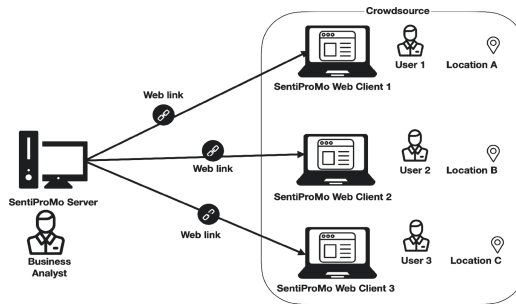 Crowdsource
User 1
Location A
SentiProMo Web Client 1
Web link
Web link
User 2
Location B
SentiProMo Web Client 2
SentiProMo Server
Web link
Business
Analyst
User 3
Location C
SentiProMo Web Client 3